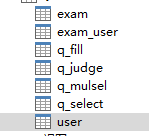 exam
exam_user
q_fill
q_judge
q_mulsel
q_select
user